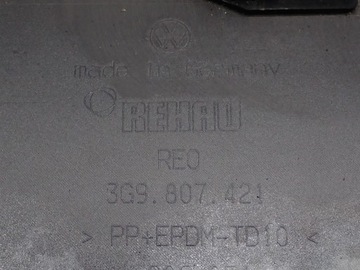 made in Germany
REHAU
REO
3G9.807.421
> PP+EPDM-TD10 <